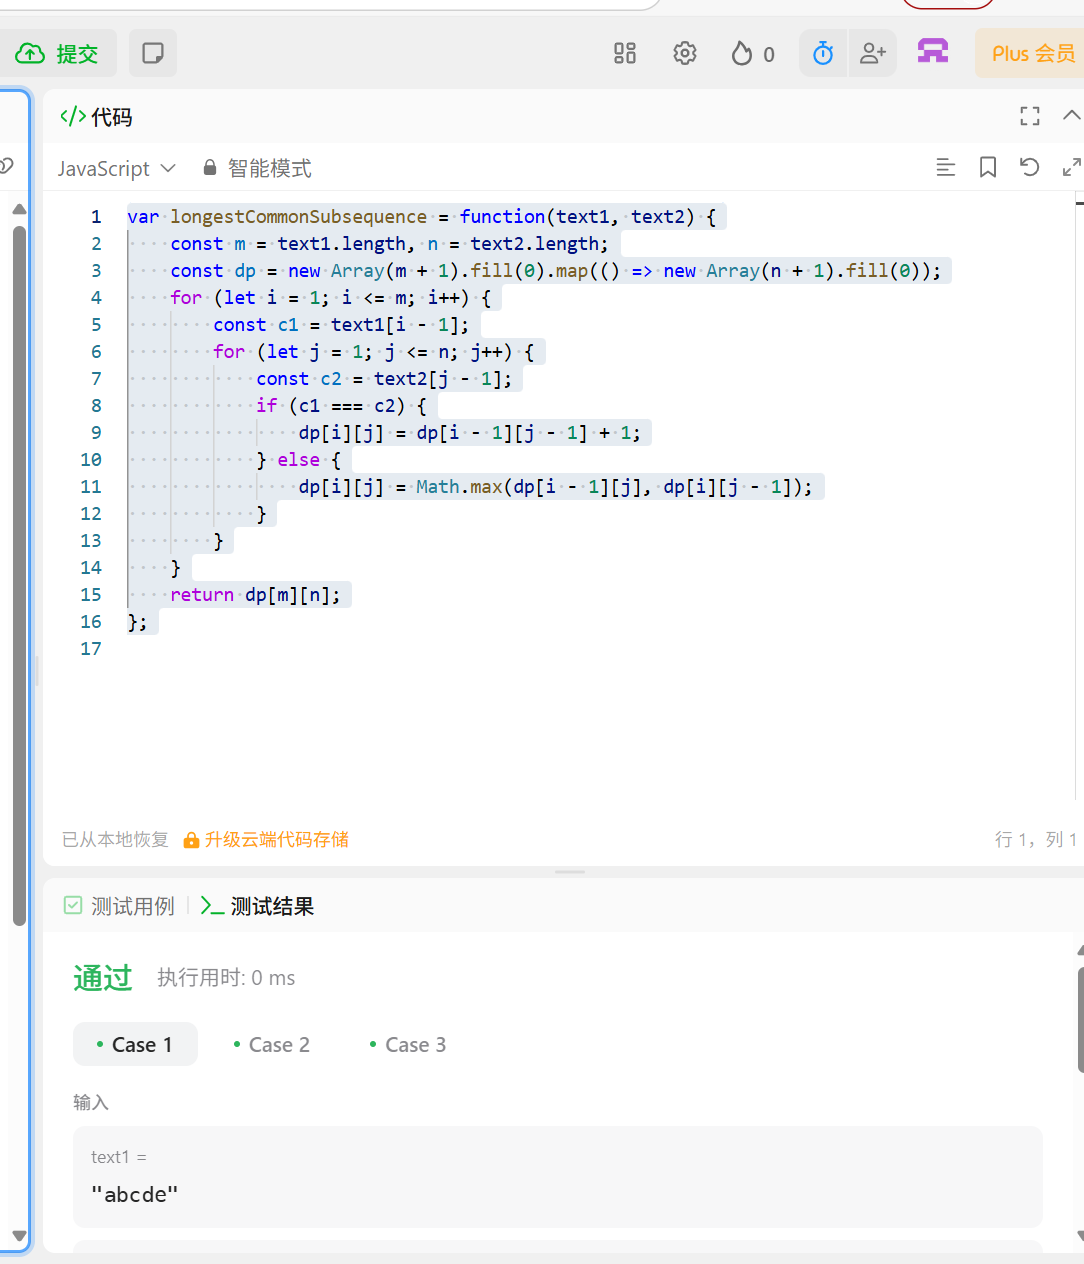 提交
0
Plus 会员
</> 代码
JavaScript 智能模式
1 var longestCommonSubsequence = function(text1, text2) {
2 const m = text1.length, n = text2.length;
3 const dp = new Array(m + 1).fill(0).map(() => new Array(n + 1).fill(0));
4 for (let i = 1; i <= m; i++) {
5 const c1 = text1[i - 1];
6 for (let j = 1; j <= n; j++) {
7 const c2 = text2[j - 1];
8 if (c1 === c2) {
9 dp[i][j] = dp[i - 1][j - 1] + 1;
10 } else {
11 dp[i][j] = Math.max(dp[i - 1][j], dp[i][j - 1]);
12 }
13 }
14 }
15 return dp[m][n];
16 };
17
已从本地恢复 升级云端代码存储 行 1，列 1
测试用例 测试结果
通过 执行用时: 0 ms
Case 1 Case 2 Case 3
输入
text1 =
"abcde"